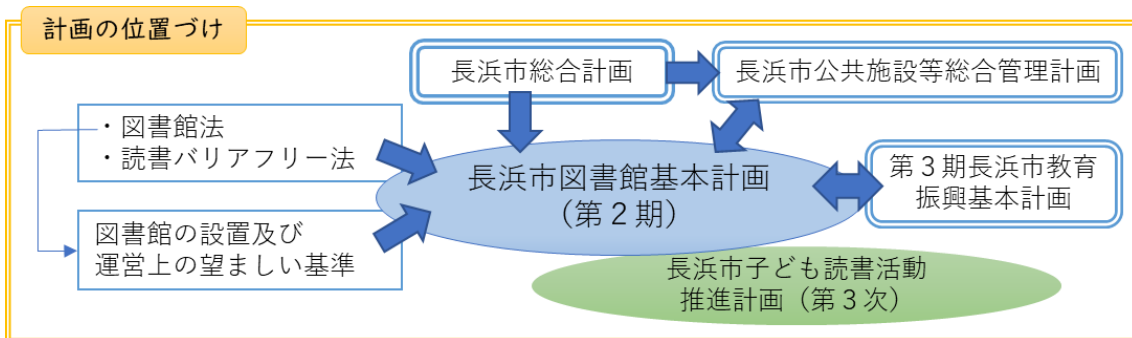 計画の位置づけ
長浜市総合計画
長浜市公共施設等総合管理計画
・図書館法
・読書バリアフリー法
長浜市図書館基本計画
（第２期）
第３期長浜市教育
振興基本計画
図書館の設置及び
運営上の望ましい基準
長浜市子ども読書活動
推進計画（第３次）